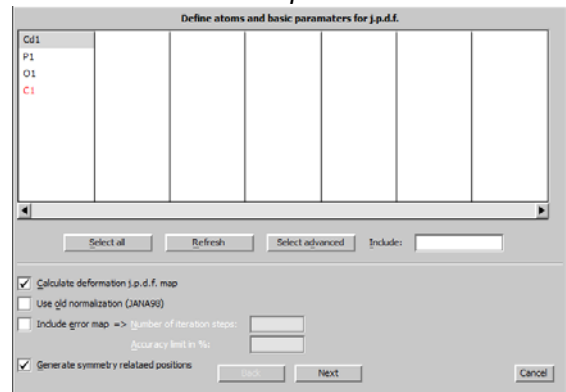 Define atoms and basic paramaters for j.p.d.f.
Cd1
P1
O1
C1
Select all Refresh Select advanced Include:
Calculate deformation j.p.d.f. map
Use old normalization (JANA98)
Include error map => Number of iteration steps:
Accuracy limit in %:
Generate symmetry relataed positions
Back Next Cancel